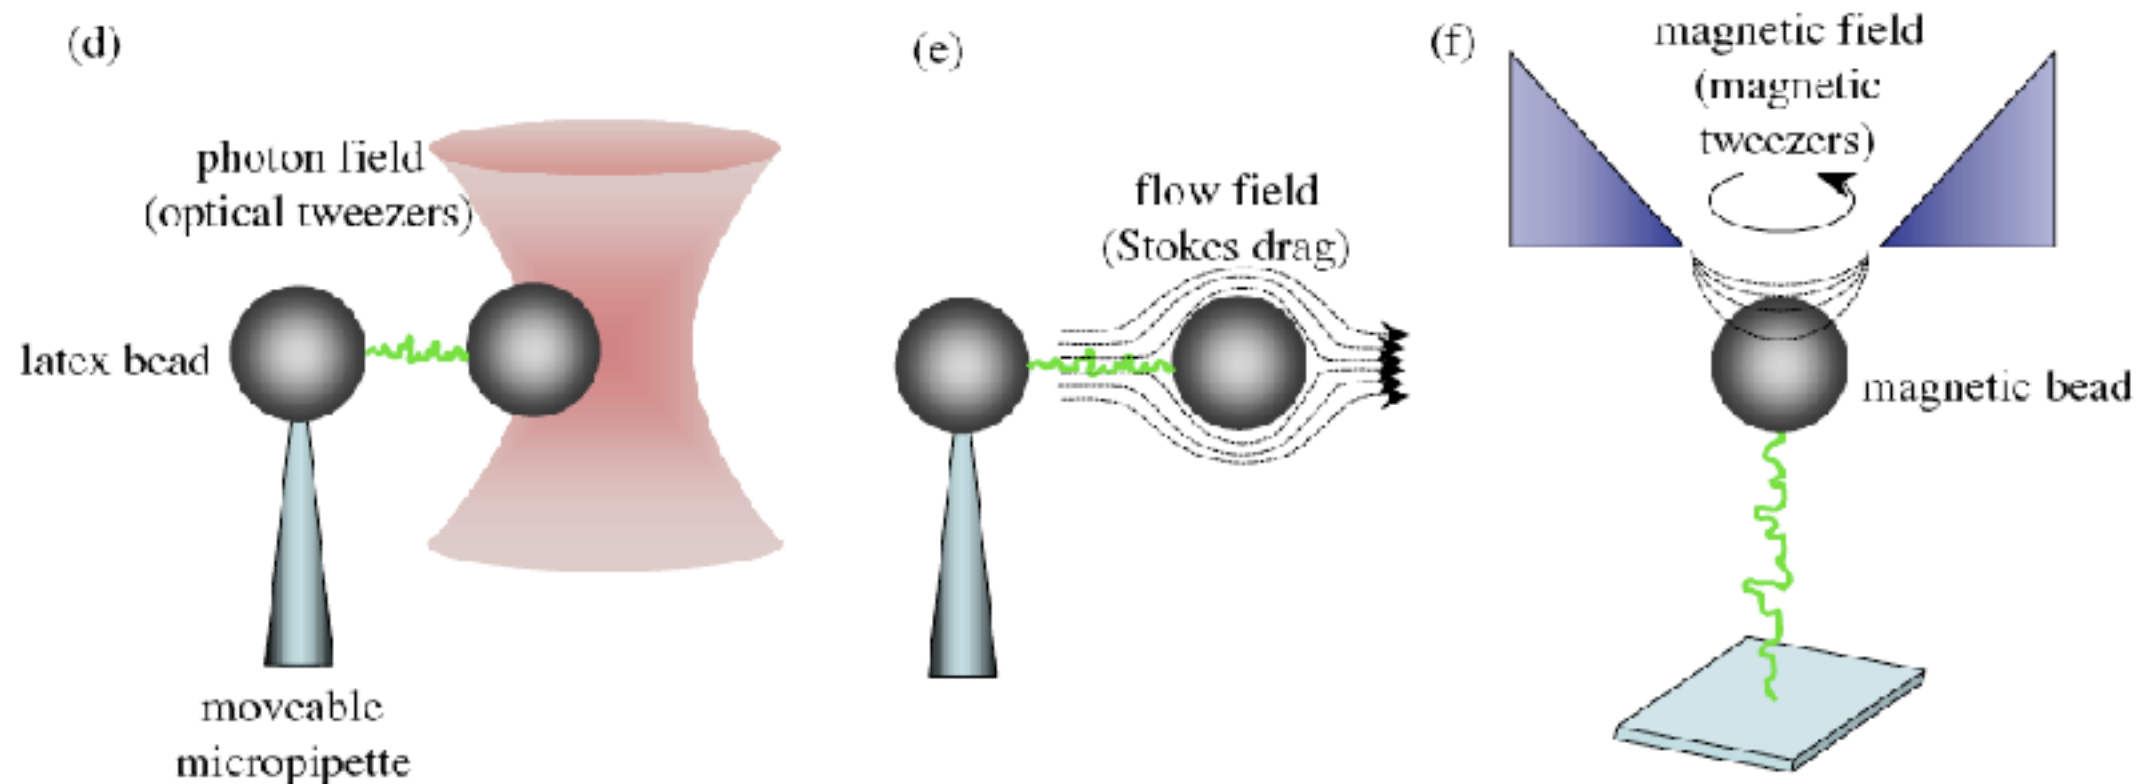 (d)
photon field
(optical tweezers)
latex bead
moveable
micropipette
(e)
flow field
(Stokes drag)
(f)
magnetic field
(magnetic
tweezers)
magnetic bead